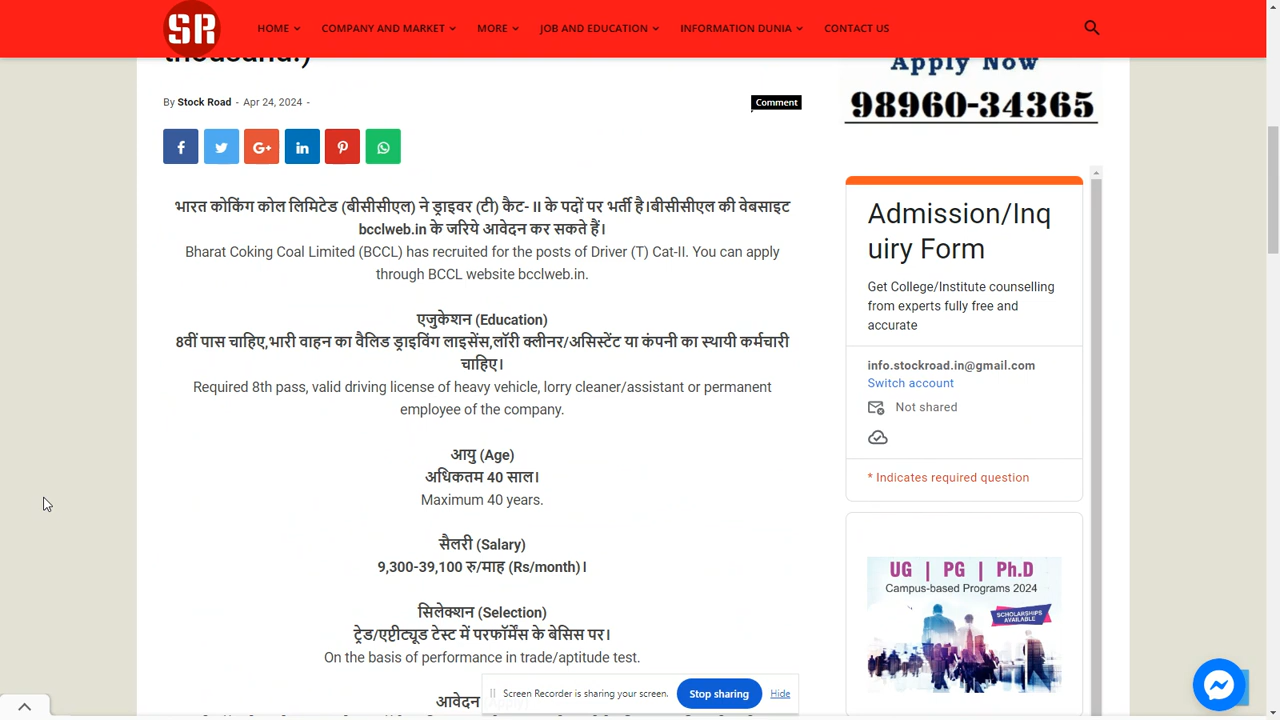 SR
HOME
COMPANY AND MARKET
MORE
JOB AND EDUCATION
INFORMATION DUNIA
CONTACT US
thousand.)
Apply Now
98960-34365
By Stock Road - Apr 24, 2024 -
Comment
भारत कोकिंग कोल लिमिटेड (बीसीसीएल) ने ड्राइवर (टी) कैट- II के पदों पर भर्ती है।बीसीसीएल की वेबसाइट
bcclweb.in के जरिये आवेदन कर सकते हैं।
Bharat Coking Coal Limited (BCCL) has recruited for the posts of Driver (T) Cat-II. You can apply
through BCCL website bcclweb.in.
एजुकेशन (Education)
8वीं पास चाहिए,भारी वाहन का वैलिड ड्राइविंग लाइसेंस,लॉरी क्लीनर/असिस्टेंट या कंपनी का स्थायी कर्मचारी
चाहिए।
Required 8th pass, valid driving license of heavy vehicle, lorry cleaner/assistant or permanent
employee of the company.
आयु (Age)
अधिकतम 40 साल।
Maximum 40 years.
सैलरी (Salary)
9,300-39,100 रु/माह (Rs/month)।
सिलेक्शन (Selection)
ट्रेड/एप्टीट्यूड टेस्ट में परफॉर्मेंस के बेसिस पर।
On the basis of performance in trade/aptitude test.
आवेदन
Admission/Inq
uiry Form
Get College/Institute counselling
from experts fully free and
accurate
info.stockroad.in@gmail.com
Switch account
Not shared
* Indicates required question
UG | PG | Ph.D
Campus-based Programs 2024
SCHOLARSHIPS
AVAILABLE
Screen Recorder is sharing your screen.
Stop sharing
Hide